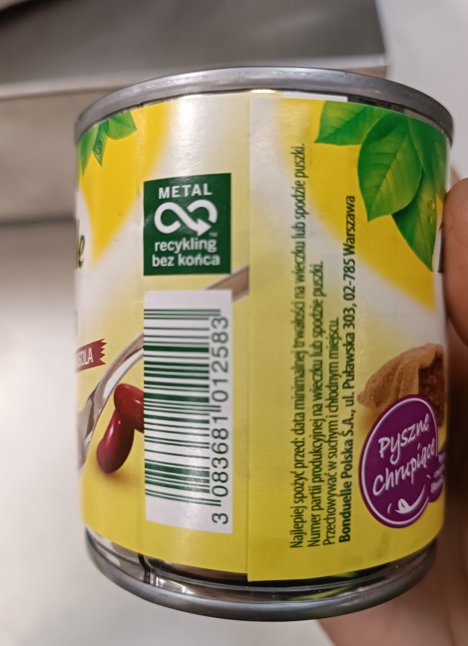 METAL
recykling
bez końca
3 083681 012583
Najlepiej spożyć przed: data minimalnej trwałości na wieczku lub spodzie puszki.
Numer partii produkcyjnej na wieczku lub spodzie puszki.
Przechowywać w suchym i chłodnym miejscu.
Bonduelle Polska S.A., ul. Puławska 303, 02-785 Warszawa
Pyszne
Chrupiące